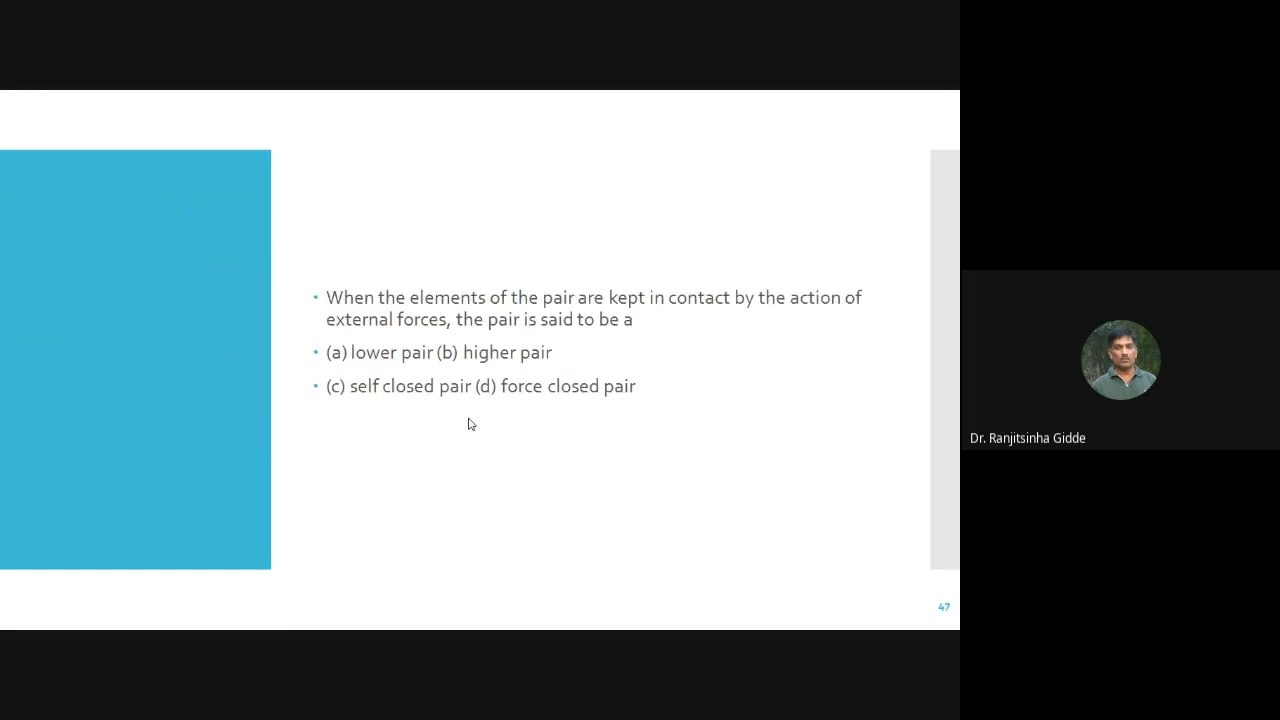 • When the elements of the pair are kept in contact by the action of
external forces, the pair is said to be a
• (a) lower pair (b) higher pair
• (c) self closed pair (d) force closed pair
Dr. Ranjitsinha Gidde
47